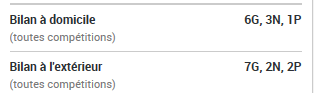 Bilan à domicile 6G, 3N, 1P
(toutes compétitions)
Bilan à l'extérieur 7G, 2N, 2P
(toutes compétitions)